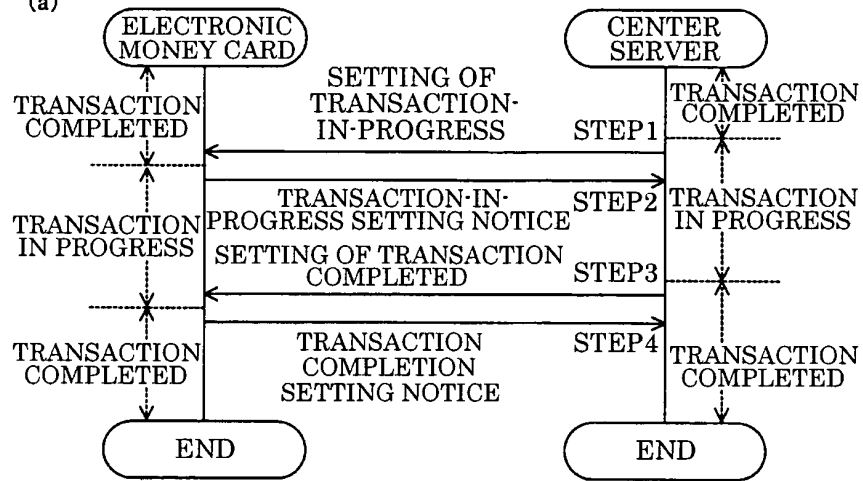 (a)
ELECTRONIC
MONEY CARD
CENTER
SERVER
TRANSACTION
COMPLETED
SETTING OF
TRANSACTION-
IN-PROGRESS
STEP1
TRANSACTION
COMPLETED
TRANSACTION
IN PROGRESS
TRANSACTION-IN-
PROGRESS SETTING NOTICE
STEP2
TRANSACTION
IN PROGRESS
SETTING OF TRANSACTION
COMPLETED
STEP3
TRANSACTION
COMPLETED
TRANSACTION
COMPLETION
SETTING NOTICE
STEP4
TRANSACTION
COMPLETED
END
END